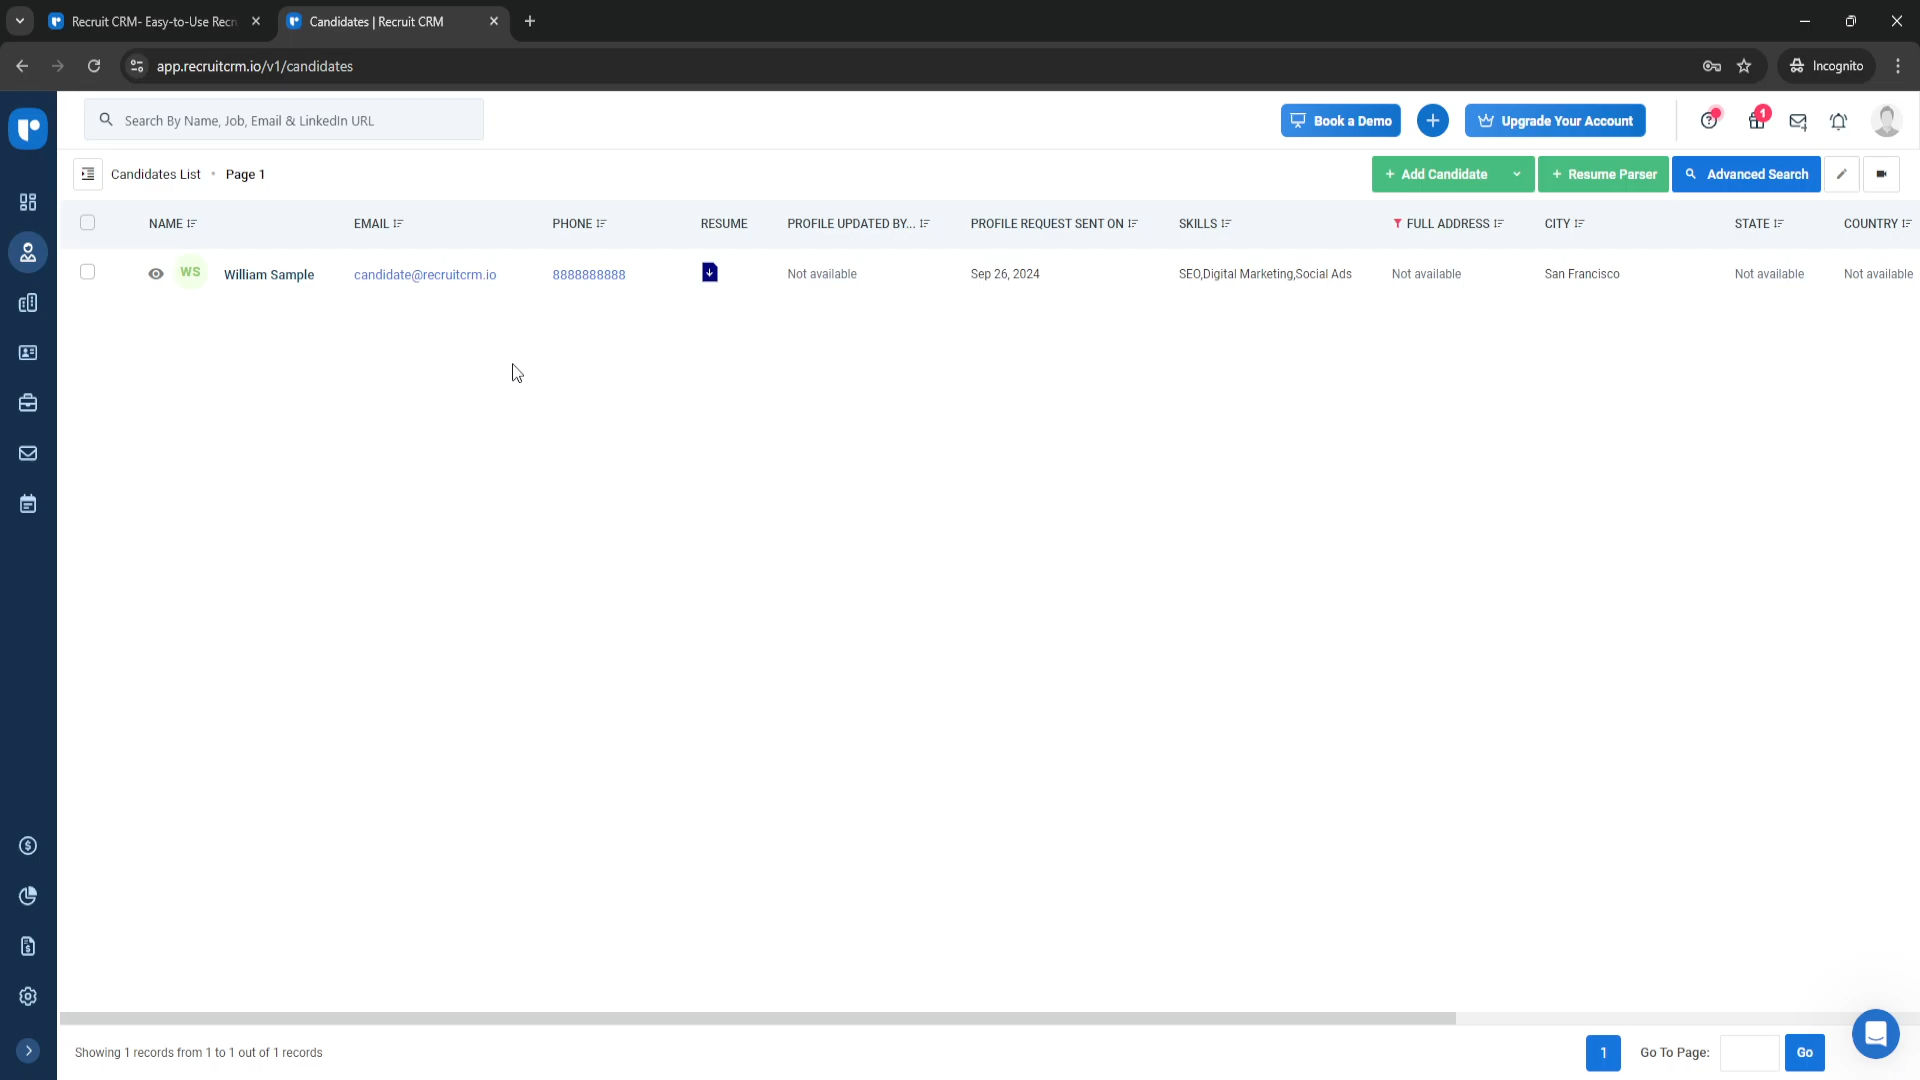 Recruit CRM- Easy-to-Use Recr
Candidates | Recruit CRM
app.recruitcrm.io/v1/candidates
Incognito
Search By Name, Job, Email & LinkedIn URL
Book a Demo
Upgrade Your Account
1
Candidates List • Page 1
+ Add Candidate
+ Resume Parser
Advanced Search
NAME EMAIL PHONE RESUME PROFILE UPDATED BY... PROFILE REQUEST SENT ON SKILLS FULL ADDRESS CITY STATE COUNTRY
WS William Sample candidate@recruitcrm.io 8888888888 Not available Sep 26, 2024 SEO,Digital Marketing,Social Ads Not available San Francisco Not available Not available
Showing 1 records from 1 to 1 out of 1 records
1
Go To Page:
Go